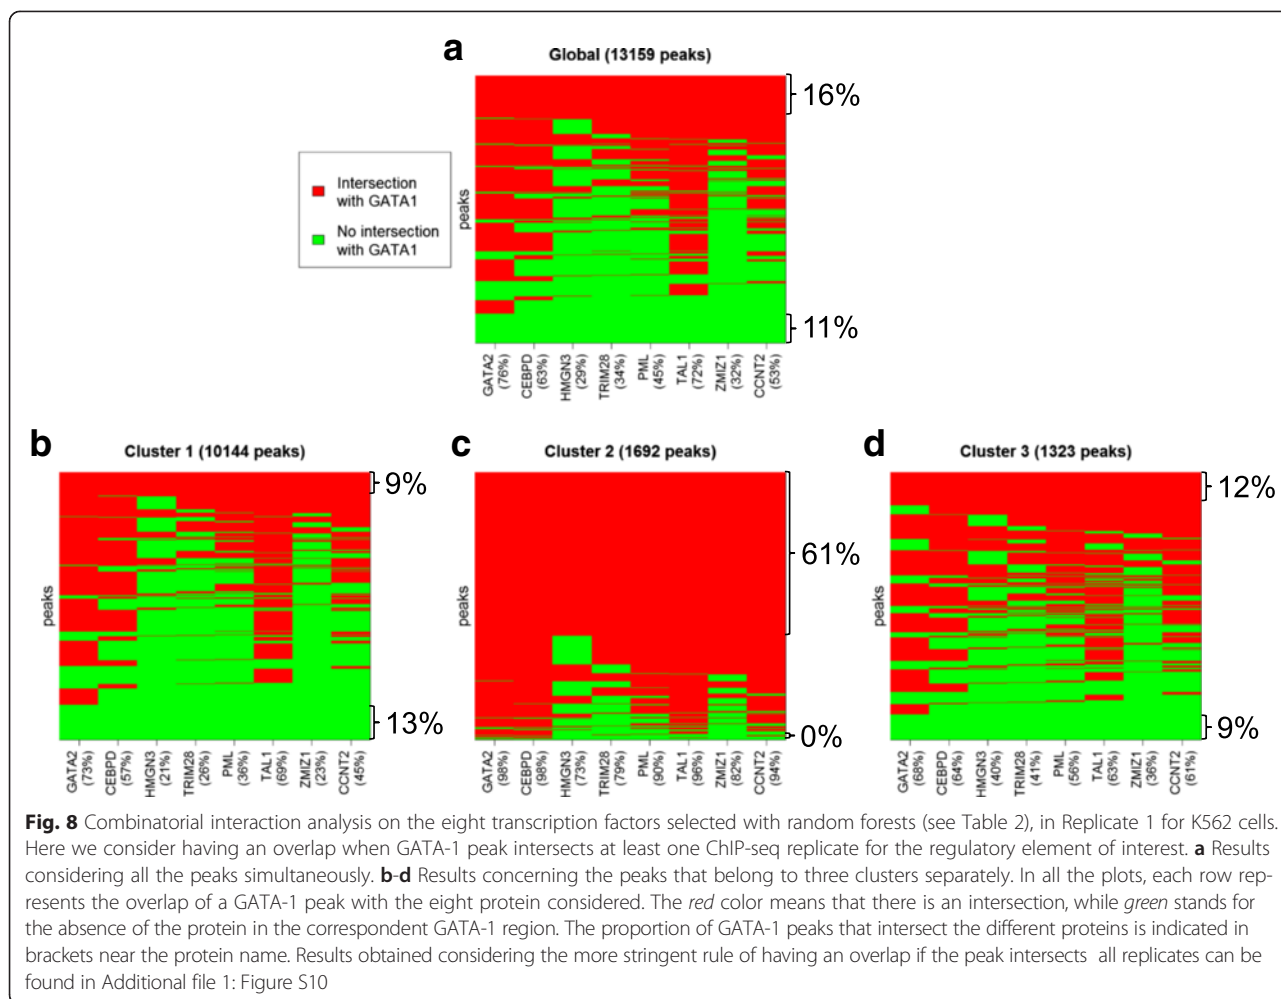 a
Global (13159 peaks)
16%
Intersection
with GATA1
No intersection
with GATA1
peaks
11%
GATA2
(76%)
CEBPD
(63%)
HMGN3
(29%)
TRIM28
(34%)
PML
(45%)
TAL1
(72%)
ZMIZ1
(32%)
CCNT2
(53%)
b
Cluster 1 (10144 peaks)
9%
peaks
13%
GATA2
(73%)
CEBPD
(57%)
HMGN3
(21%)
TRIM28
(26%)
PML
(36%)
TAL1
(69%)
ZMIZ1
(23%)
CCNT2
(45%)
c
Cluster 2 (1692 peaks)
61%
peaks
0%
GATA2
(98%)
CEBPD
(98%)
HMGN3
(73%)
TRIM28
(79%)
PML
(90%)
TAL1
(96%)
ZMIZ1
(82%)
CCNT2
(94%)
d
Cluster 3 (1323 peaks)
12%
peaks
9%
GATA2
(68%)
CEBPD
(64%)
HMGN3
(40%)
TRIM28
(41%)
PML
(56%)
TAL1
(63%)
ZMIZ1
(36%)
CCNT2
(61%)
Fig. 8 Combinatorial interaction analysis on the eight transcription factors selected with random forests (see Table 2), in Replicate 1 for K562 cells.
Here we consider having an overlap when GATA-1 peak intersects at least one ChIP-seq replicate for the regulatory element of interest. a Results
considering all the peaks simultaneously. b-d Results concerning the peaks that belong to three clusters separately. In all the plots, each row rep-
resents the overlap of a GATA-1 peak with the eight protein considered. The red color means that there is an intersection, while green stands for
the absence of the protein in the correspondent GATA-1 region. The proportion of GATA-1 peaks that intersect the different proteins is indicated in
brackets near the protein name. Results obtained considering the more stringent rule of having an overlap if the peak intersects all replicates can be
found in Additional file 1: Figure S10